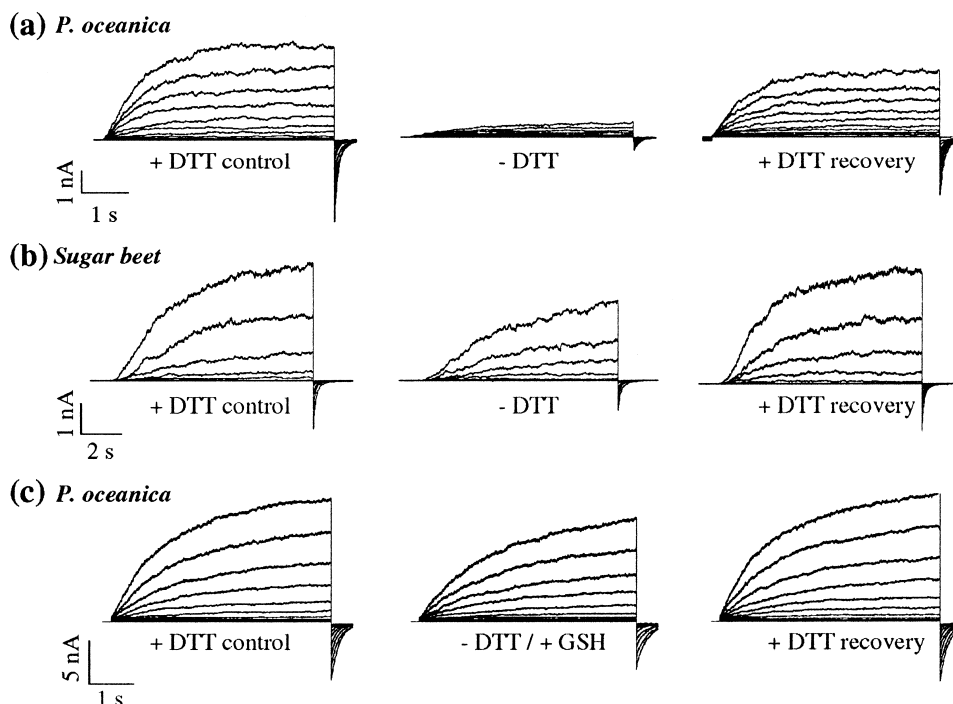 (a) P. oceanica
+ DTT control
- DTT
+ DTT recovery
1 nA
1 s
(b) Sugar beet
+ DTT control
- DTT
+ DTT recovery
1 nA
2 s
(c) P. oceanica
+ DTT control
- DTT / + GSH
+ DTT recovery
5 nA
1 s